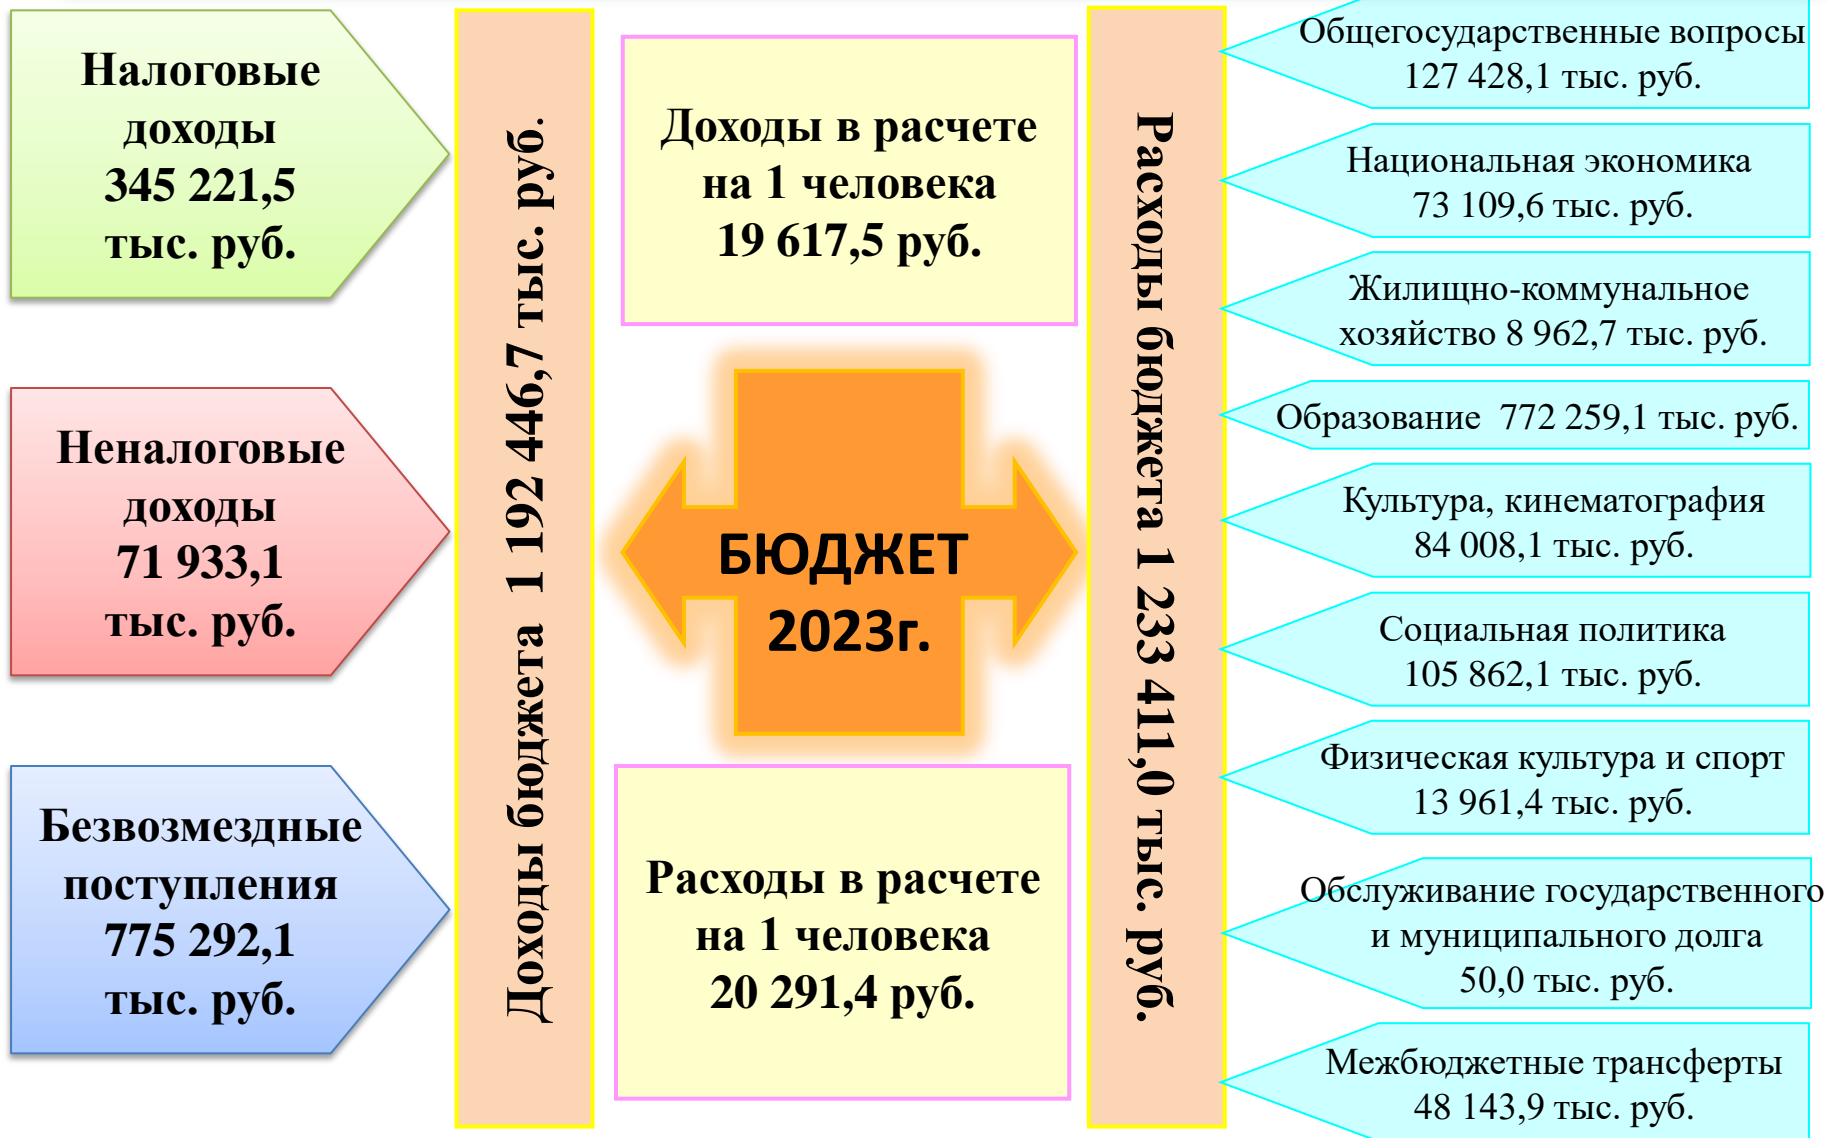 Налоговые
доходы
345 221,5
тыс. руб.
Неналоговые
доходы
71 933,1
тыс. руб.
Безвозмездные
поступления
775 292,1
тыс. руб.
Доходы бюджета 1 192 446,7 тыс. руб.
Доходы в расчете
на 1 человека
19 617,5 руб.
БЮДЖЕТ
2023г.
Расходы в расчете
на 1 человека
20 291,4 руб.
Расходы бюджета 1 233 411,0 тыс. руб.
Общегосударственные вопросы
127 428,1 тыс. руб.
Национальная экономика
73 109,6 тыс. руб.
Жилищно-коммунальное
хозяйство 8 962,7 тыс. руб.
Образование 772 259,1 тыс. руб.
Культура, кинематография
84 008,1 тыс. руб.
Социальная политика
105 862,1 тыс. руб.
Физическая культура и спорт
13 961,4 тыс. руб.
Обслуживание государственного
и муниципального долга
50,0 тыс. руб.
Межбюджетные трансферты
48 143,9 тыс. руб.